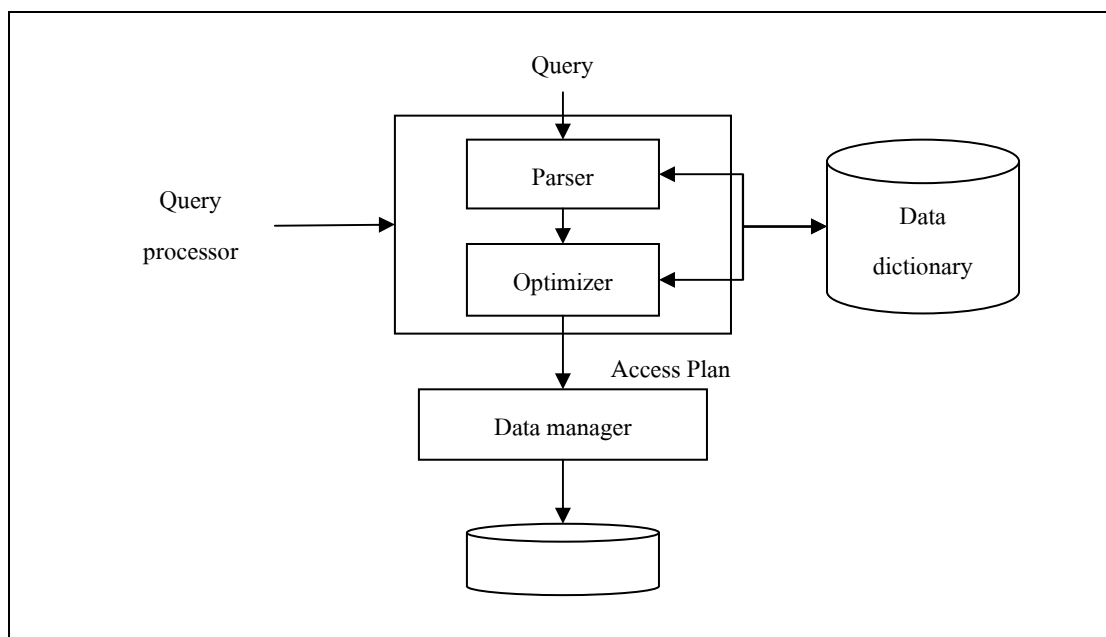 Query
Parser
Query
processor
Data
dictionary
Optimizer
Access Plan
Data manager